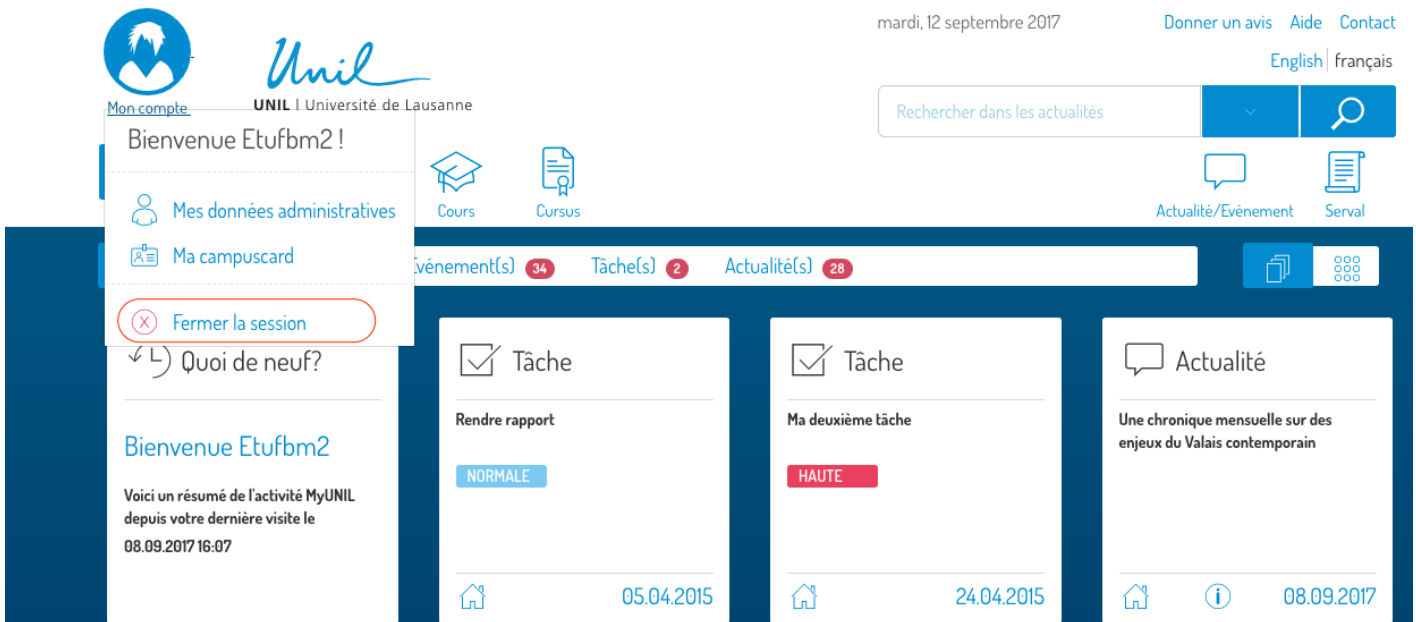 mardi, 12 septembre 2017
Donner un avis
Aide
Contact
English
français
Unil
UNIL | Université de Lausanne
Mon compte
Rechercher dans les actualités
Bienvenue Etufbm2 !
Mes données administratives
Ma campuscard
Fermer la session
Cours
Cursus
Actualité/Evénement
Serval
vénement(s) 34
Tâche(s) 2
Actualité(s) 28
Quoi de neuf?
Bienvenue Etufbm2
Voici un résumé de l'activité MyUNIL
depuis votre dernière visite le
08.09.2017 16:07
Tâche
Rendre rapport
NORMALE
05.04.2015
Tâche
Ma deuxième tâche
HAUTE
24.04.2015
Actualité
Une chronique mensuelle sur des
enjeux du Valais contemporain
08.09.2017